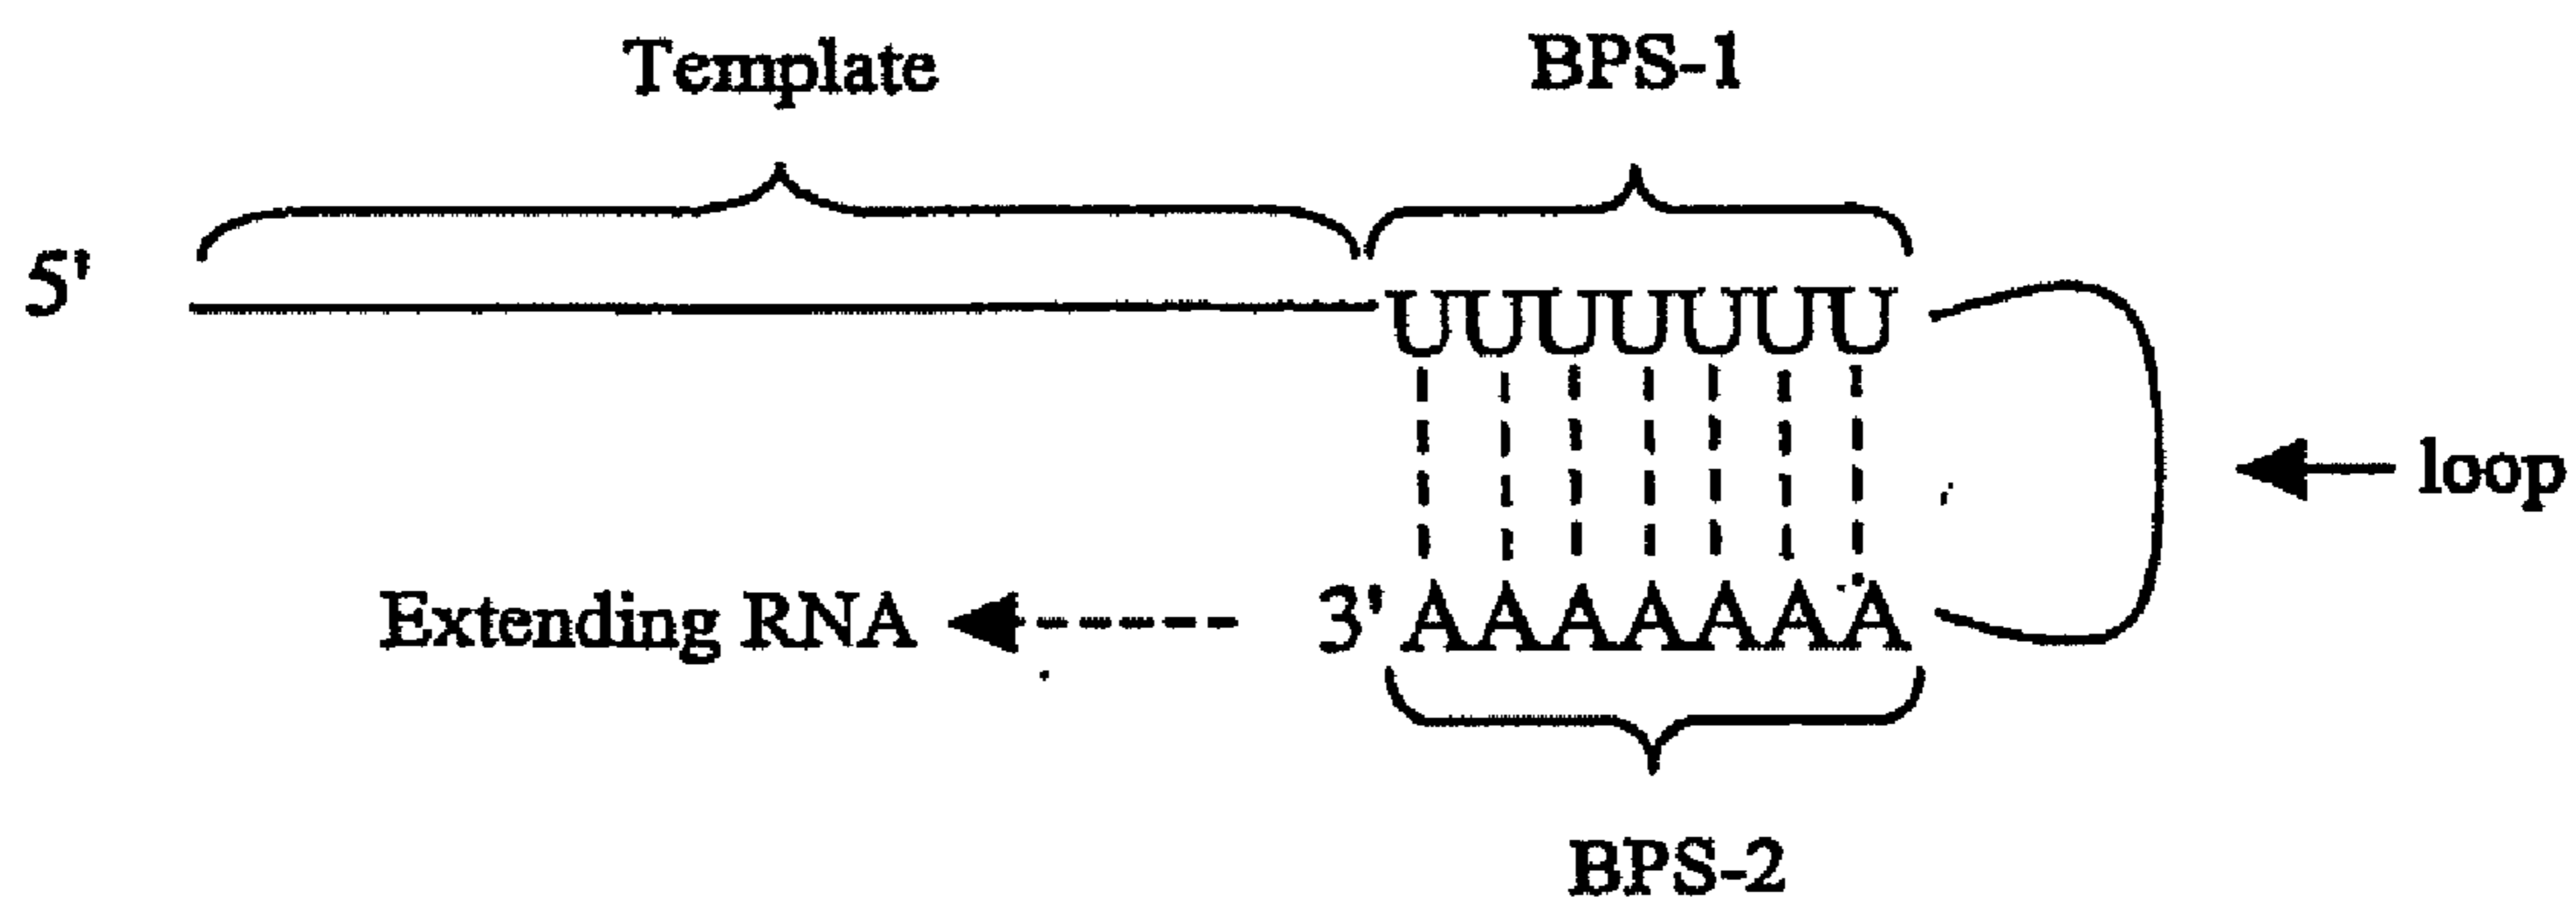 Template BPS-1
5'
UUUUUUU
loop
Extending RNA 3' AAAAAAA
BPS-2